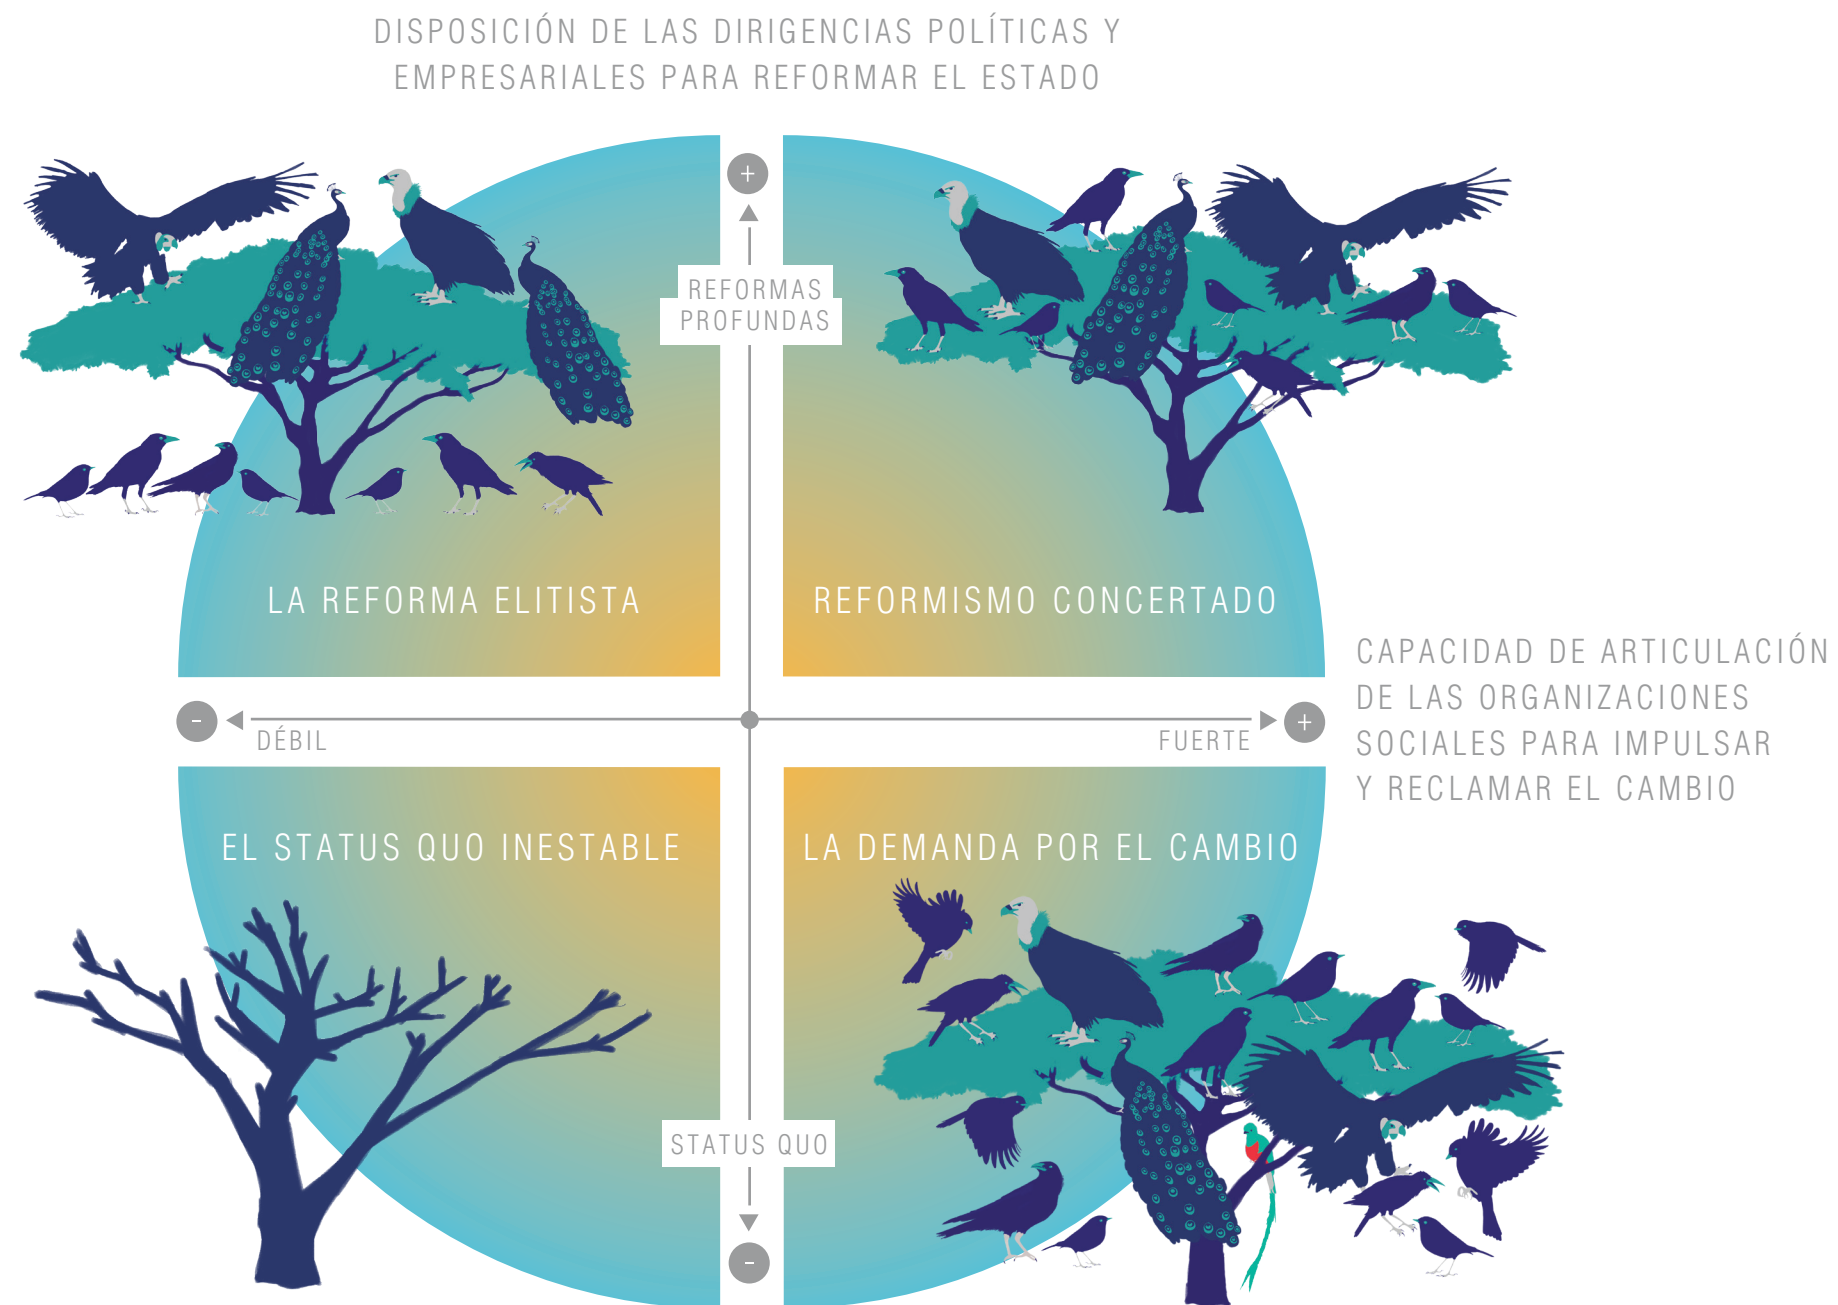 DISPOSICIÓN DE LAS DIRIGENCIAS POLÍTICAS Y
EMPRESARIALES PARA REFORMAR EL ESTADO
+
REFORMAS
PROFUNDAS
LA REFORMA ELITISTA
REFORMISMO CONCERTADO
-
DÉBIL
FUERTE
+
CAPACIDAD DE ARTICULACIÓN
DE LAS ORGANIZACIONES
SOCIALES PARA IMPULSAR
Y RECLAMAR EL CAMBIO
EL STATUS QUO INESTABLE
LA DEMANDA POR EL CAMBIO
STATUS QUO
-